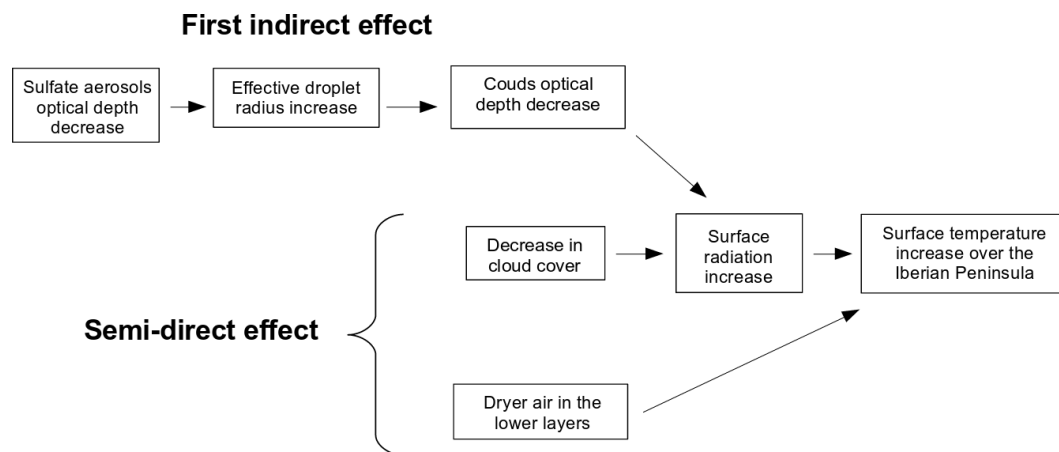 First indirect effect
Sulfate aerosols
optical depth
decrease
Effective droplet
radius increase
Couds optical
depth decrease
Decrease in
cloud cover
Surface
radiation
increase
Surface temperature
increase over the
Iberian Peninsula
Semi-direct effect
Dryer air in the
lower layers